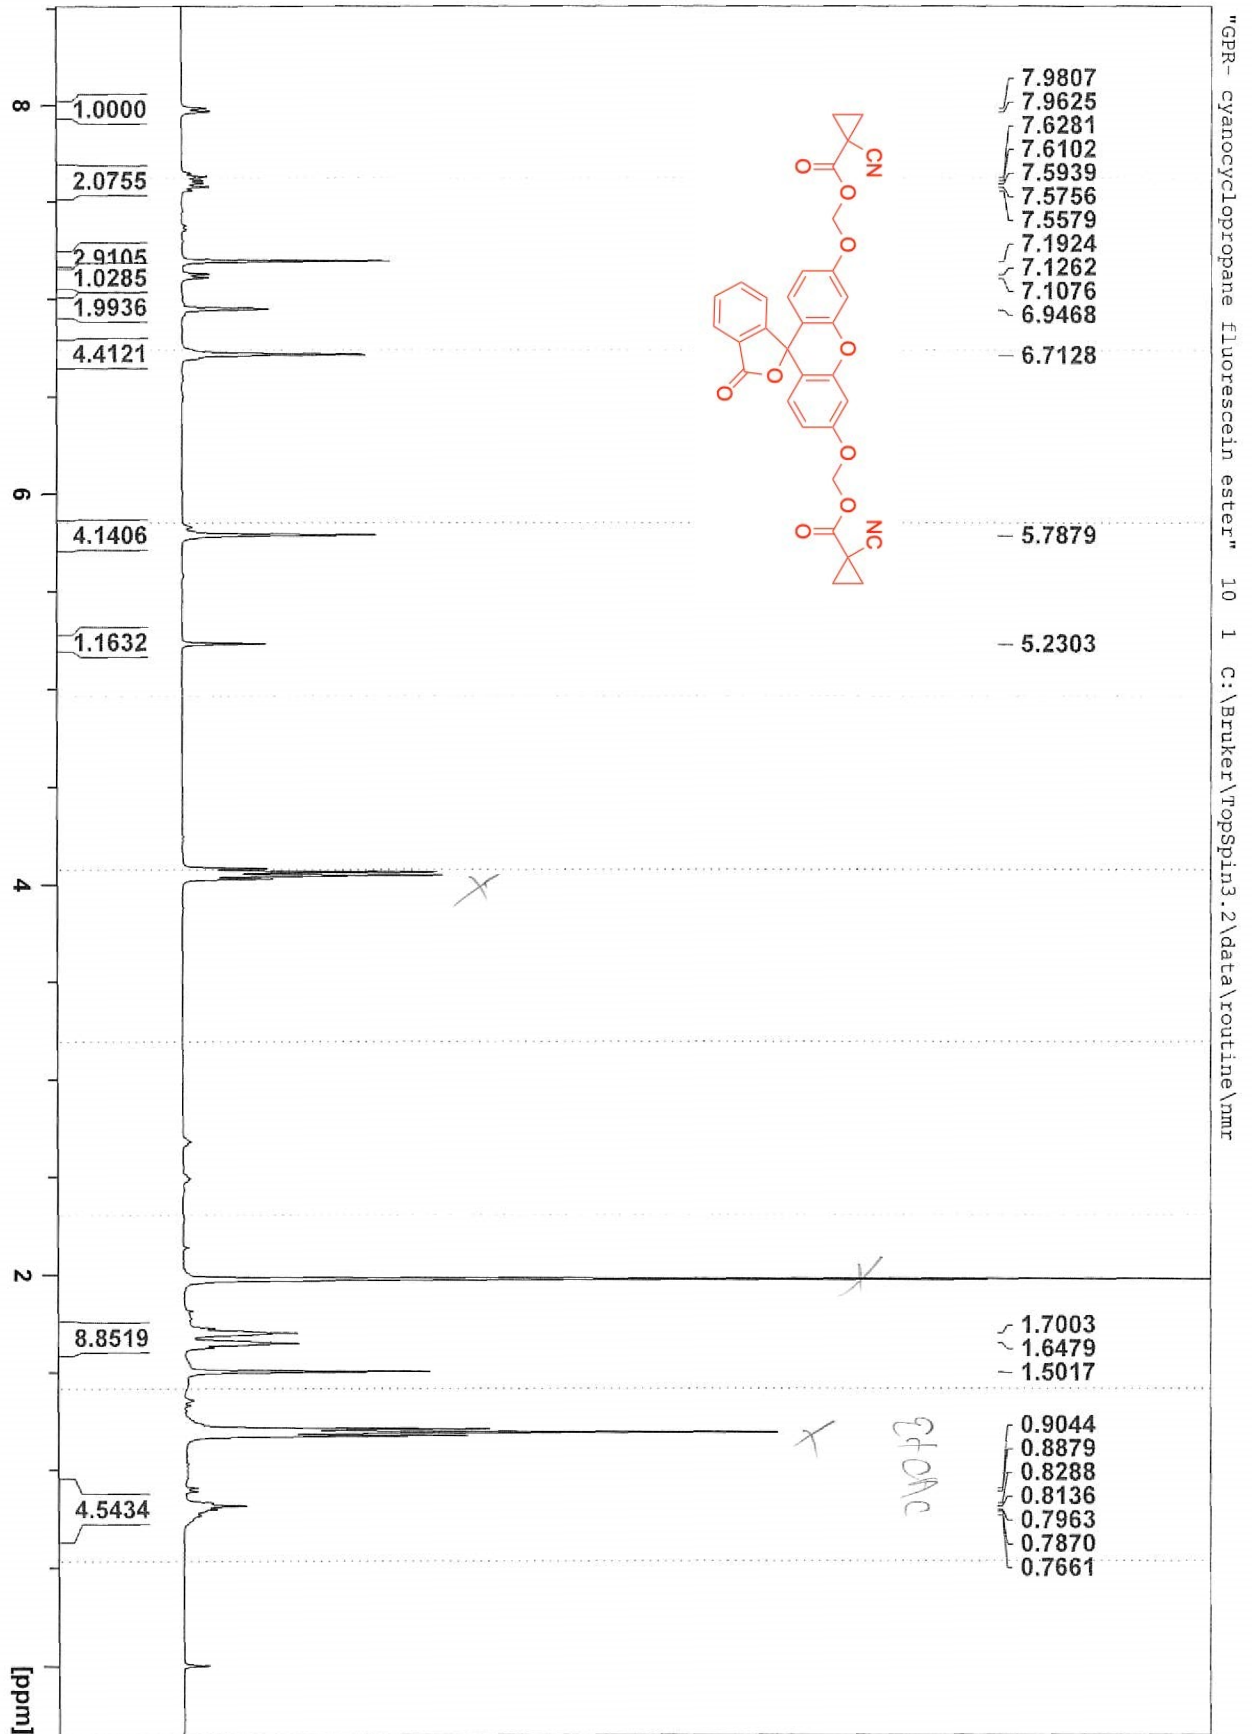 "GPR- cyanocyclopropane fluorescein ester" 10 1 C:\Bruker\TopSpin3.2\data\routine\nmr
7.9807
7.9625
7.6281
7.6102
7.5939
7.5756
7.5579
7.1924
7.1262
7.1076
6.9468
6.7128
5.7879
5.2303
1.7003
1.6479
1.5017
0.9044
0.8879
0.8288
0.8136
0.7963
0.7870
0.7661
CN
O
O
O
O
O
O
O
O
O
NC
EtOAc
1.0000
2.0755
2.9105
1.0285
1.9936
4.4121
4.1406
1.1632
8.8519
4.5434
8
6
4
2
[ppm]